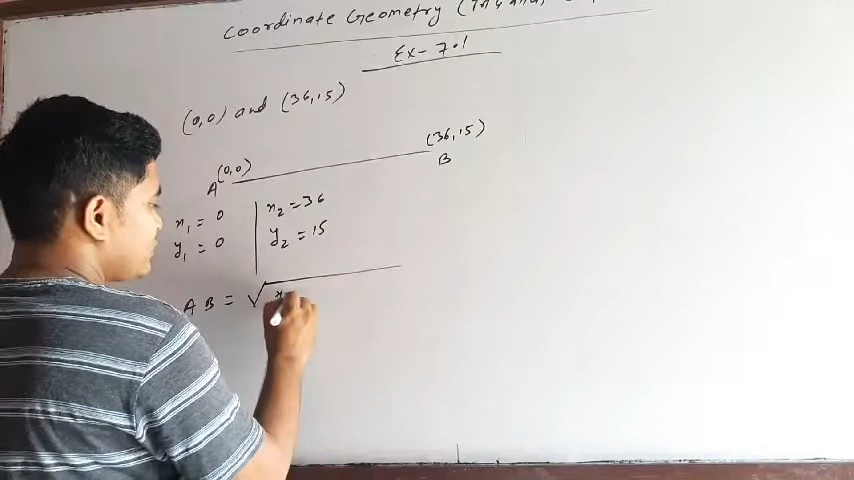 Coordinate Geometry
Ex- 7.1
(0,0) and (36,15)
A (0,0) (36,15) B
x₁ = 0 | x₂ = 36
y₁ = 0 | y₂ = 15
AB = √ x